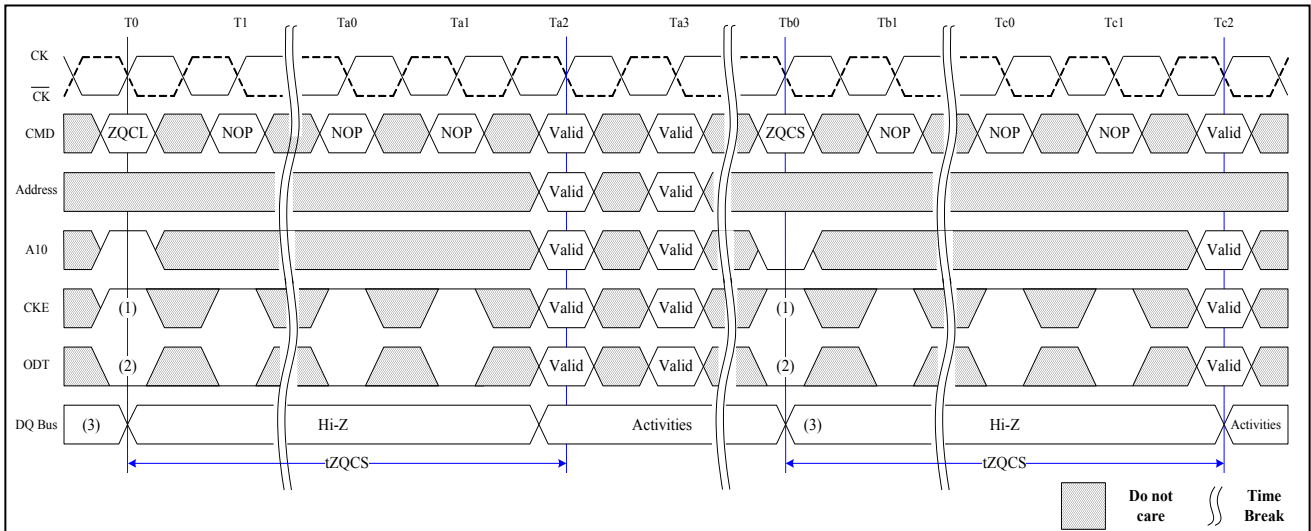 T0 T1 Ta0 Ta1 Ta2 Ta3 Tb0 Tb1 Tc0 Tc1 Tc2
CK
CK
CMD ZQCL NOP NOP NOP Valid Valid ZQCS NOP NOP NOP Valid
Address Valid Valid
A10 Valid Valid Valid
CKE (1) Valid Valid (1) Valid
ODT (2) Valid Valid (2) Valid
DQ Bus (3) Hi-Z Activities (3) Hi-Z Activities
tZQCS tZQCS
Do not care
Time Break